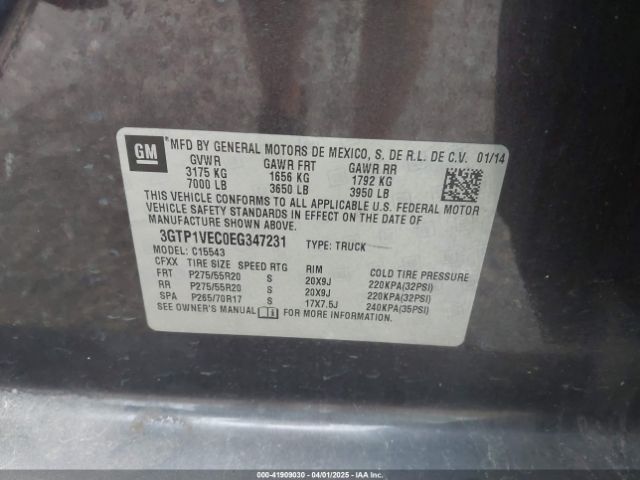 GM
MFD BY GENERAL MOTORS DE MEXICO, S. DE R.L. DE C.V. 01/14
GVWR GAWR FRT GAWR RR
3175 KG 1656 KG 1792 KG
7000 LB 3650 LB 3950 LB
THIS VEHICLE CONFORMS TO ALL APPLICABLE U.S. FEDERAL MOTOR
VEHICLE SAFETY STANDARDS IN EFFECT ON THE DATE OF
MANUFACTURE SHOWN ABOVE.
3GTP1VEC0EG347231 TYPE: TRUCK
MODEL: C15543
CFXX TIRE SIZE SPEED RTG RIM COLD TIRE PRESSURE
FRT P275/55R20 S 20X9J 220KPA(32PSI)
RR P275/55R20 S 20X9J 220KPA(32PSI)
SPA P265/70R17 S 17X7.5J 240KPA(35PSI)
SEE OWNER'S MANUAL FOR MORE INFORMATION.
000-41909030 - 04/01/2025 - IAAI.COM